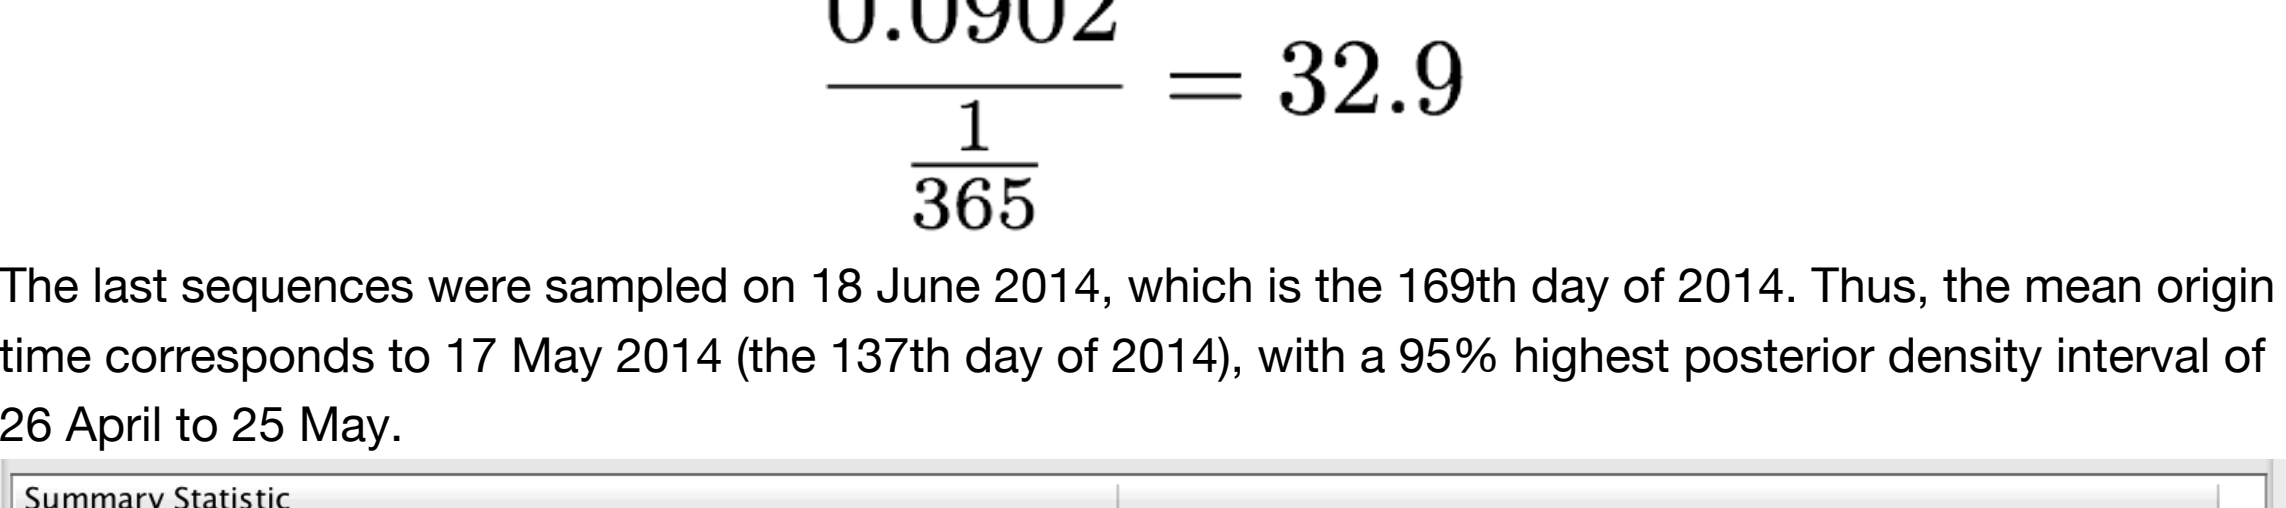 0.0902
1
365
= 32.9
The last sequences were sampled on 18 June 2014, which is the 169th day of 2014. Thus, the mean origin
time corresponds to 17 May 2014 (the 137th day of 2014), with a 95% highest posterior density interval of
26 April to 25 May.
Summary Statistic